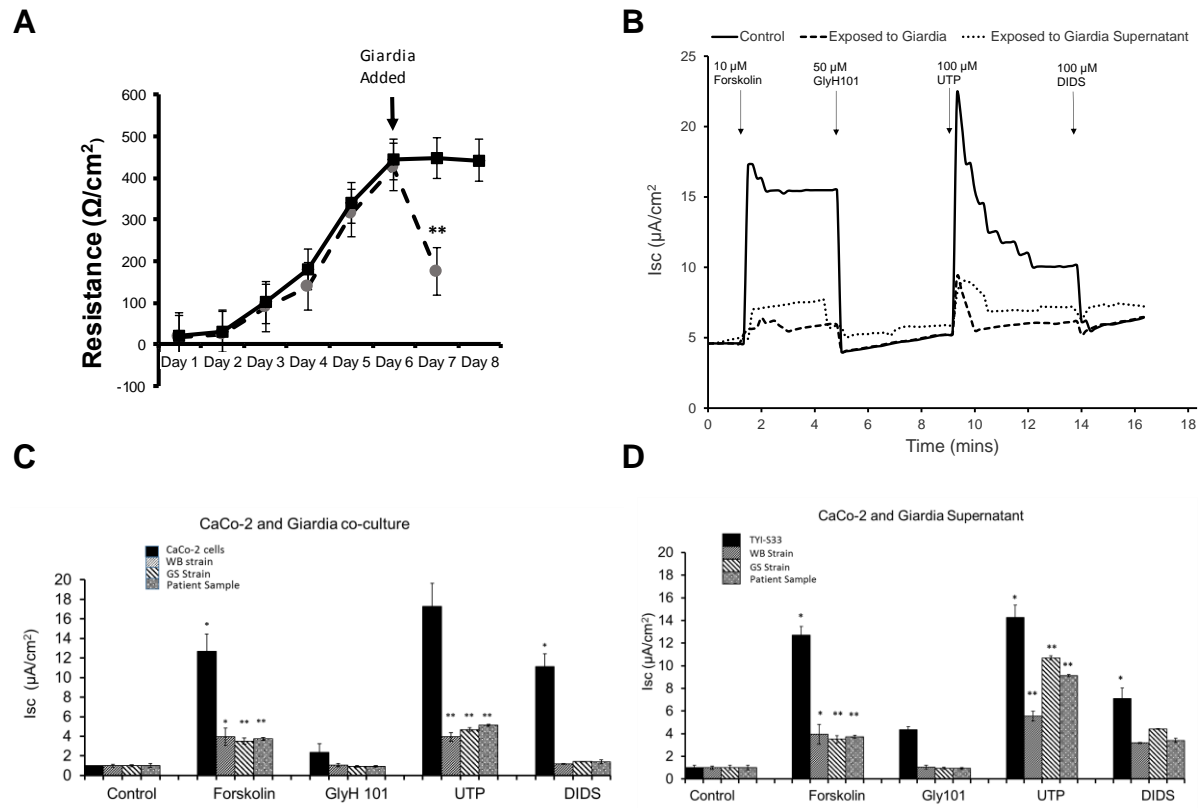 A
Giardia
Added
600
500
400
300
200
100
0
-100
Resistance (Ω/cm²)
**
Day 1 Day 2 Day 3 Day 4 Day 5 Day 6 Day 7 Day 8
B
Control Exposed to Giardia Exposed to Giardia Supernatant
25
20
15
10
5
0
Isc (µA/cm²
10 µM
Forskolin
50 µM
GlyH101
100 µM
UTP
100 µM
DIDS
0 2 4 6 8 10 12 14 16 18
Time (mins)
C
CaCo-2 and Giardia co-culture
CaCo-2 cells
WB strain
GS Strain
Patient Sample
20
18
16
14
12
10
8
6
4
2
0
Isc (µA/cm²)
*
* ** **
** ** **
*
Control Forskolin GlyH 101 UTP DIDS
D
CaCo-2 and Giardia Supernatant
TYI-S33
WB Strain
GS Strain
Patient Sample
20
18
16
14
12
10
8
6
4
2
0
Isc (µA/cm²)
*
* ** **
*
** ** **
*
Control Forskolin Gly101 UTP DIDS